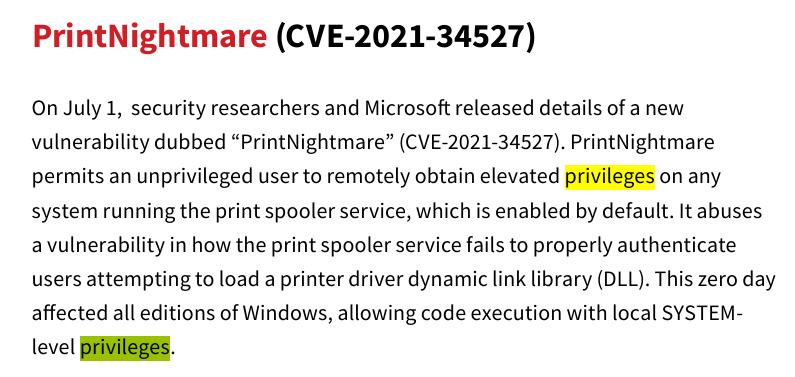 PrintNightmare (CVE-2021-34527)
On July 1,  security researchers and Microsoft released details of a new
vulnerability dubbed “PrintNightmare” (CVE-2021-34527). PrintNightmare
permits an unprivileged user to remotely obtain elevated privileges on any
system running the print spooler service, which is enabled by default. It abuses
a vulnerability in how the print spooler service fails to properly authenticate
users attempting to load a printer driver dynamic link library (DLL). This zero day
affected all editions of Windows, allowing code execution with local SYSTEM-
level privileges.